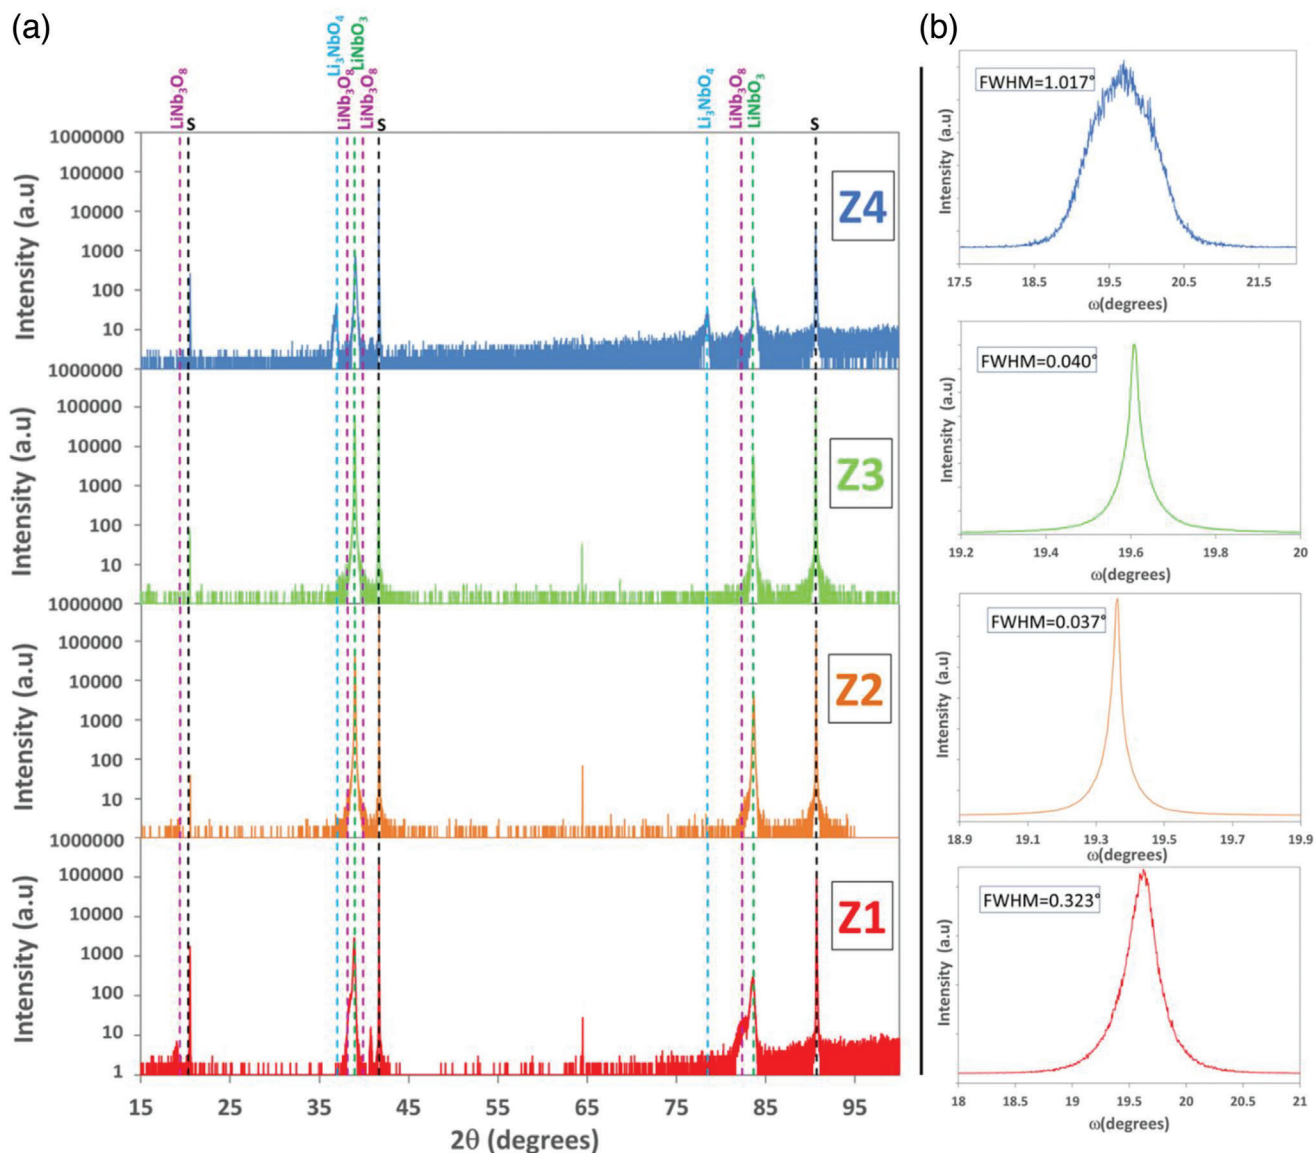 (a)
LiNb₃O₈
S
Li₃NbO₄
LiNb₃O₈
LiNbO₃
LiNb₃O₈
S
Li₃NbO₄
LiNb₃O₈
LiNbO₃
S
Intensity (a.u)
1000000
100000
10000
1000
100
10
Z4
Intensity (a.u)
1000000
100000
10000
1000
100
10
Z3
Intensity (a.u)
1000000
100000
10000
1000
100
10
Z2
Intensity (a.u)
1000000
100000
10000
1000
100
10
1
Z1
15 25 35 45 55 65 75 85 95
2θ (degrees)
(b)
FWHM=1.017°
Intensity (a.u)
17.5 18.5 19.5 20.5 21.5
ω(degrees)
FWHM=0.040°
Intensity (a.u)
19.2 19.4 19.6 19.8 20
ω(degrees)
FWHM=0.037°
Intensity (a.u)
18.9 19.1 19.3 19.5 19.7 19.9
ω(degrees)
FWHM=0.323°
Intensity (a.u)
18 18.5 19 19.5 20 20.5 21
ω(degrees)